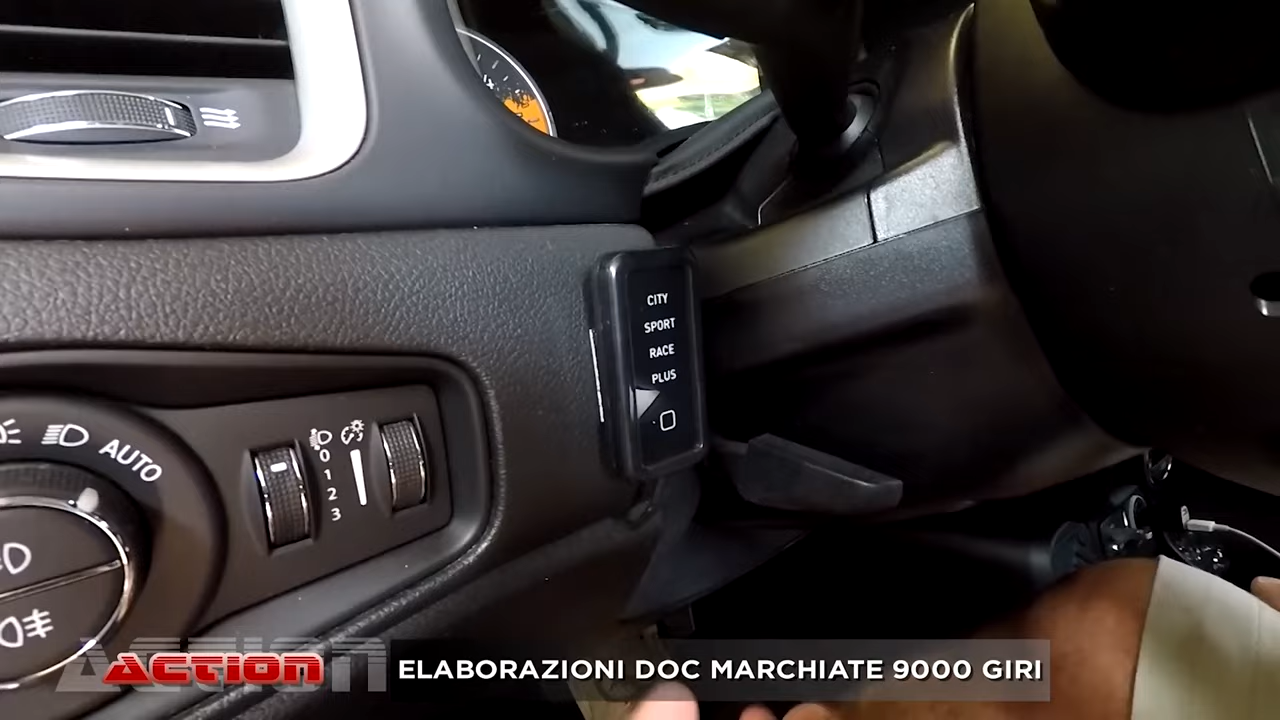 CITY
SPORT
RACE
PLUS
AUTO
0
1
2
3
ACTION
ELABORAZIONI DOC MARCHIATE 9000 GIRI